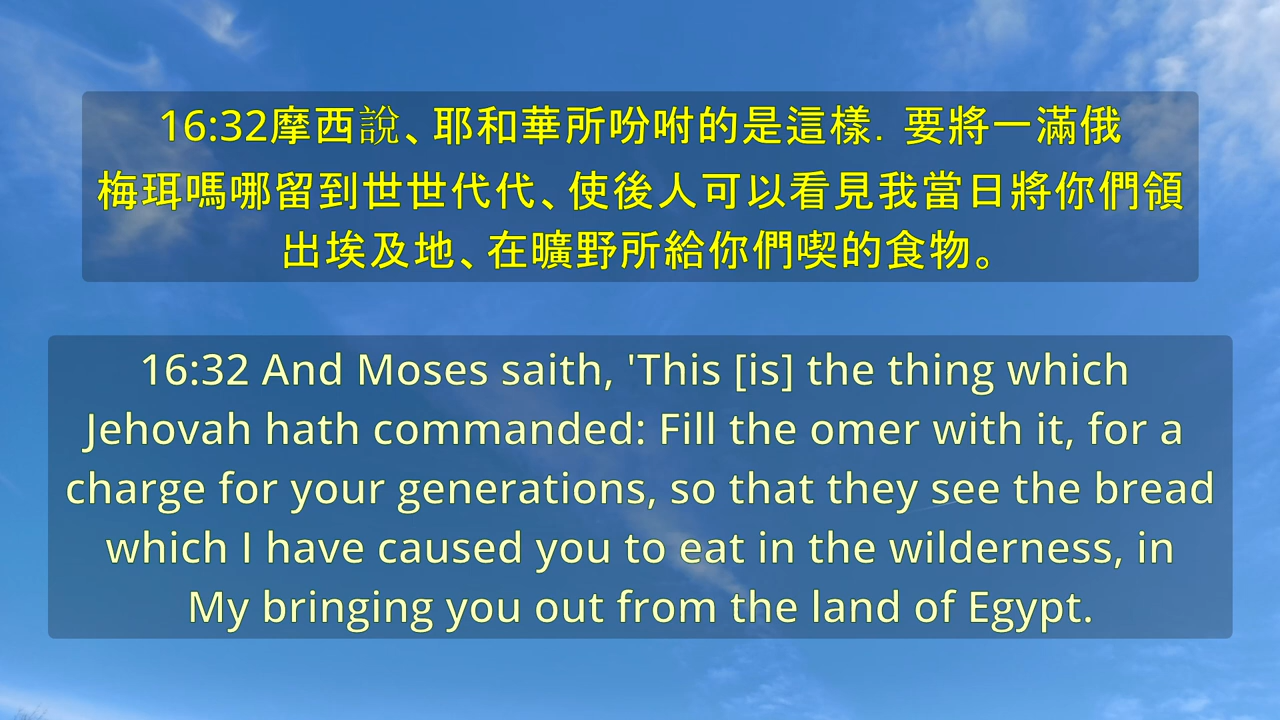 16:32摩西說、耶和華所吩咐的是這樣．要將一滿俄
梅珥嗎哪留到世世代代、使後人可以看見我當日將你們領
出埃及地、在曠野所給你們喫的食物。
16:32 And Moses saith, 'This [is] the thing which
Jehovah hath commanded: Fill the omer with it, for a
charge for your generations, so that they see the bread
which I have caused you to eat in the wilderness, in
My bringing you out from the land of Egypt.